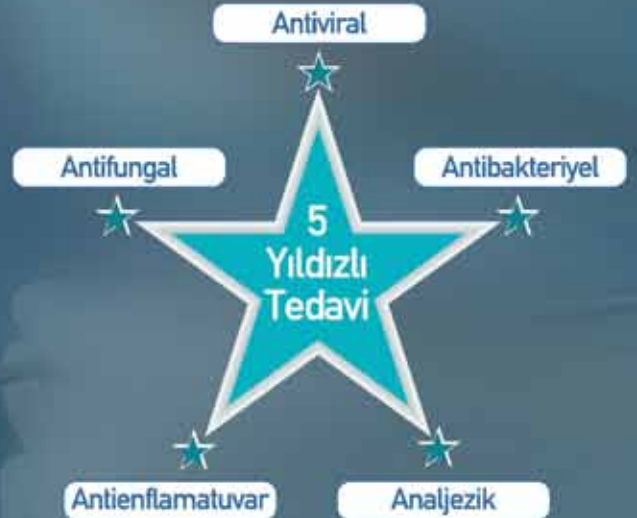 Antiviral
Antifungal
Antibakteriyel
5
Yıldızlı
Tedavi
Antienflamatuvar
Analjezik